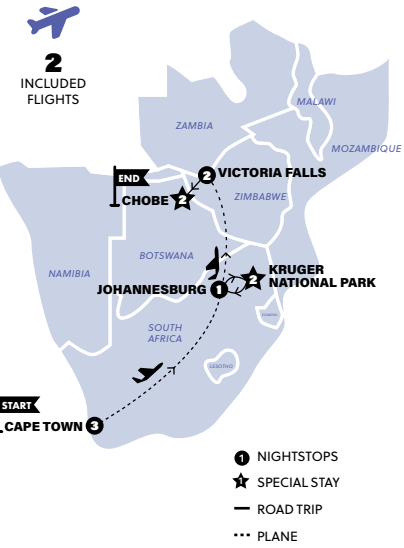 2
INCLUDED
FLIGHTS
MALAWI
ZAMBIA
MOZAMBIQUE
END
2 VICTORIA FALLS
CHOBE 2
ZIMBABWE
BOTSWANA
NAMIBIA
2 KRUGER
NATIONAL PARK
JOHANNESBURG 1
SOUTH
AFRICA
LESOTHO
START
CAPE TOWN 3
1 NIGHTSTOPS
1 SPECIAL STAY
ROAD TRIP
PLANE